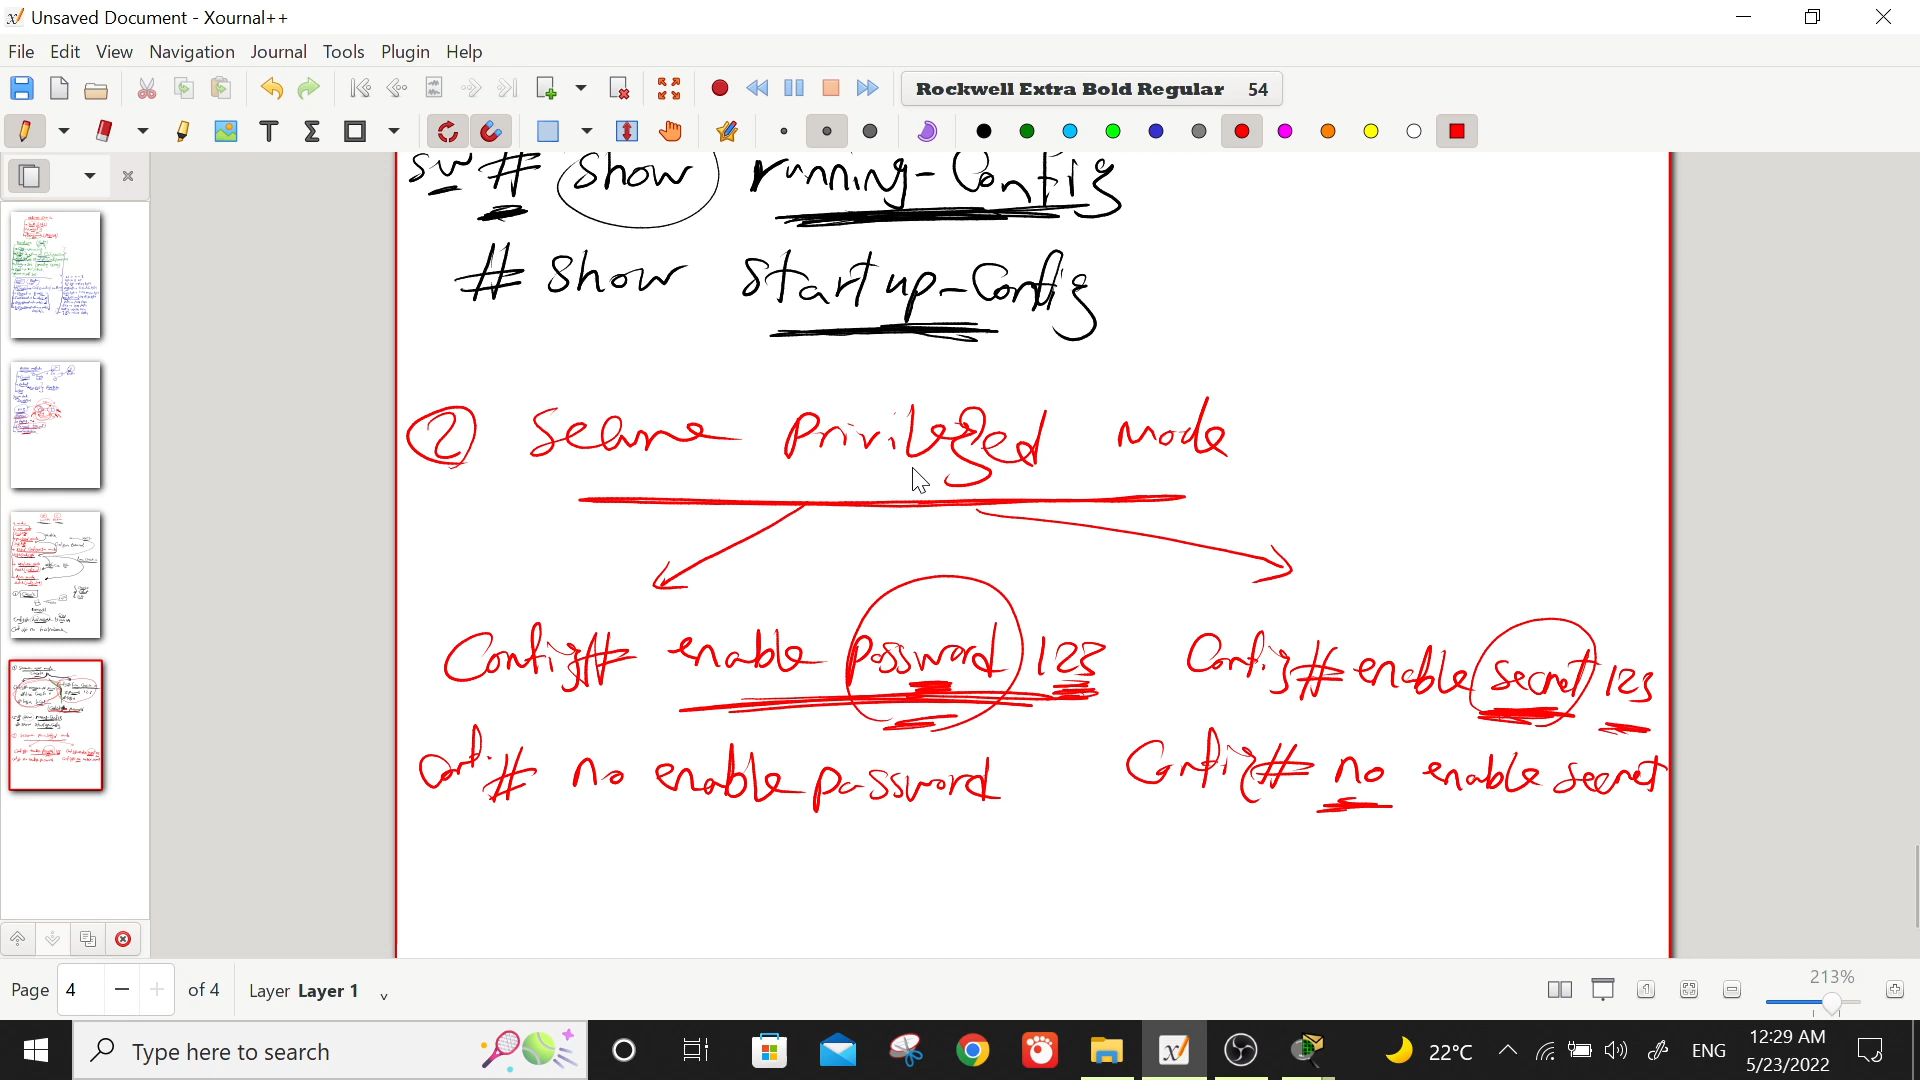 Unsaved Document - Xournal++
File Edit View Navigation Journal Tools Plugin Help
Rockwell Extra Bold Regular 54
sw # show running-Config
# show startup-Config
② Secure Privileged mode
Config# enable password 123
Config# enable secret 123
Conf# no enable password
Config# no enable secret
Page 4 of 4 Layer Layer 1
213%
Type here to search
22°C ENG
12:29 AM
5/23/2022